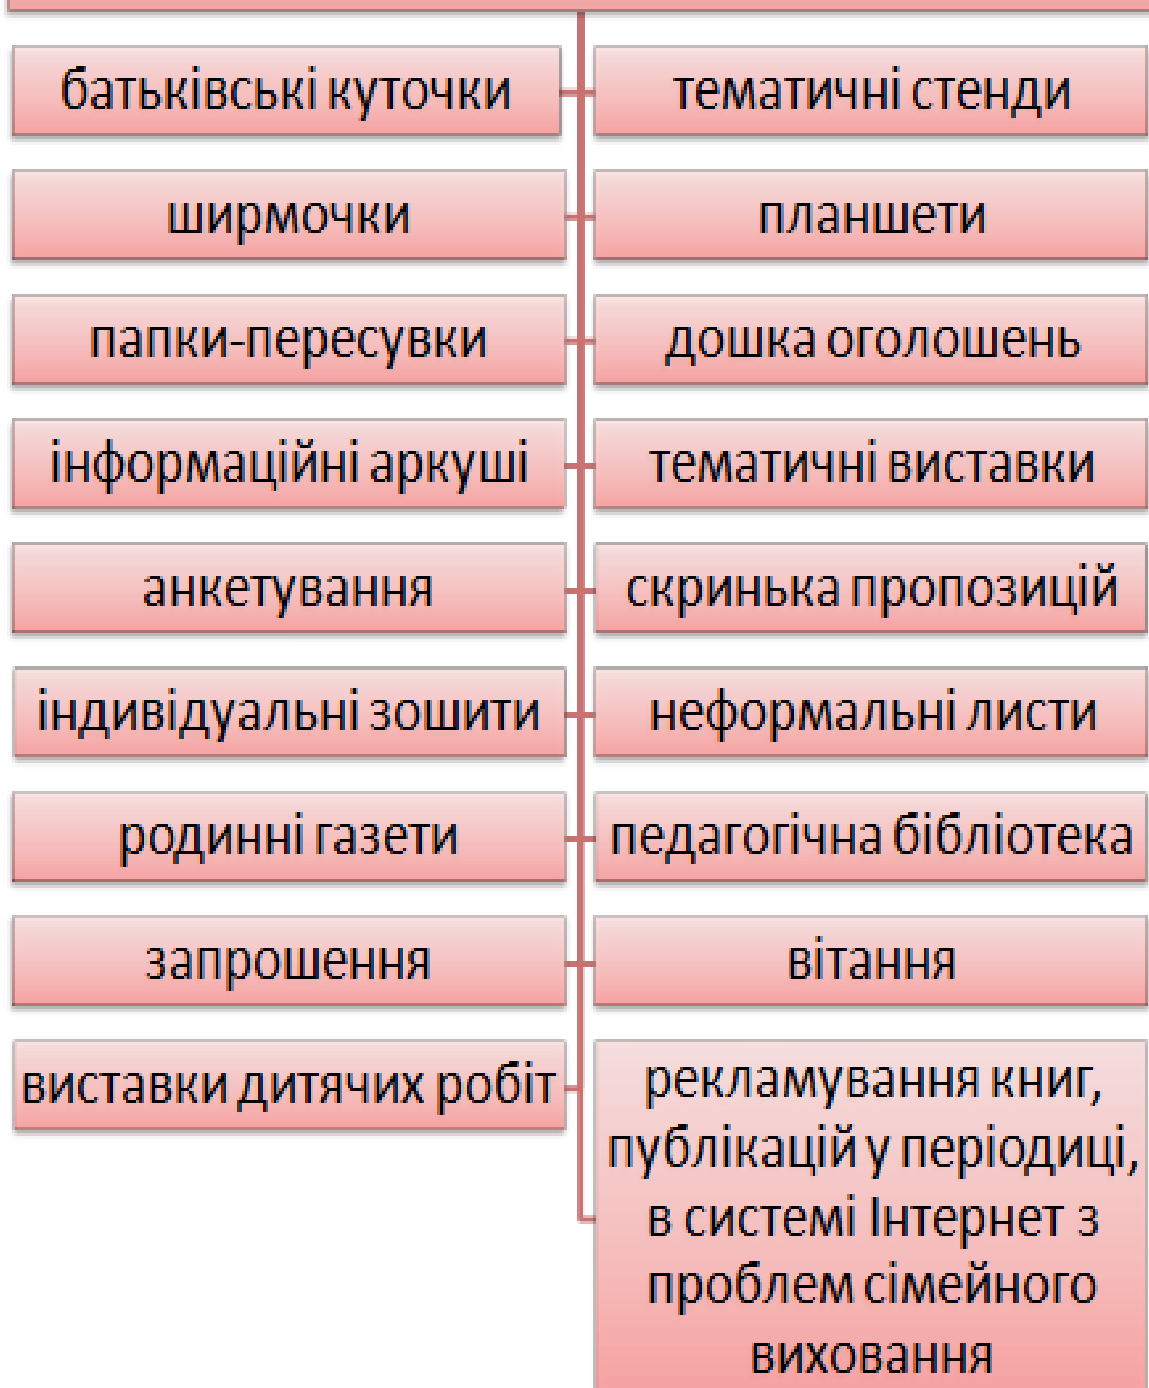 батьківські куточки
тематичні стенди
ширмочки
планшети
папки-пересувки
дошка оголошень
інформаційні аркуші
тематичні виставки
анкетування
скринька пропозицій
індивідуальні зошити
неформальні листи
родинні газети
педагогічна бібліотека
запрошення
вітання
виставки дитячих робіт
рекламування книг,
публікацій у періодиці,
в системі Інтернет з
проблем сімейного
виховання